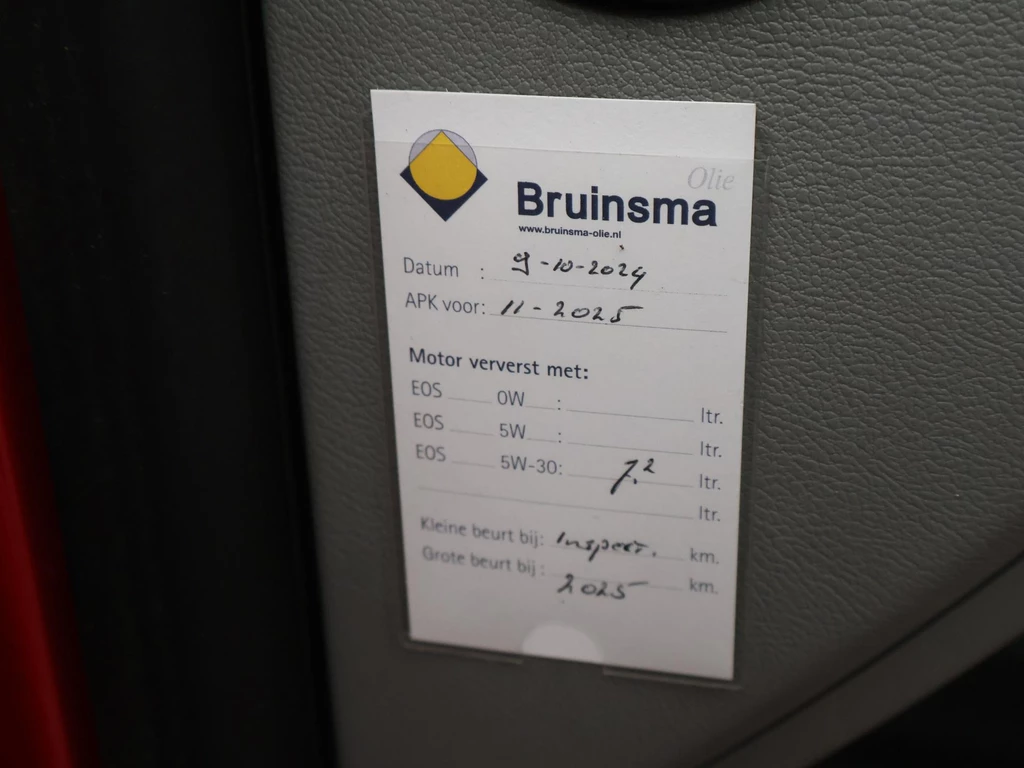 Olie
Bruinsma
www.bruinsma-olie.nl
Datum : 9-10-2024
APK voor: 11-2025
Motor ververst met:
EOS 0W : ltr.
EOS 5W : ltr.
EOS 5W-30: 7.2 ltr.
ltr.
Kleine beurt bij: Inspect. km.
Grote beurt bij: 2025 km.